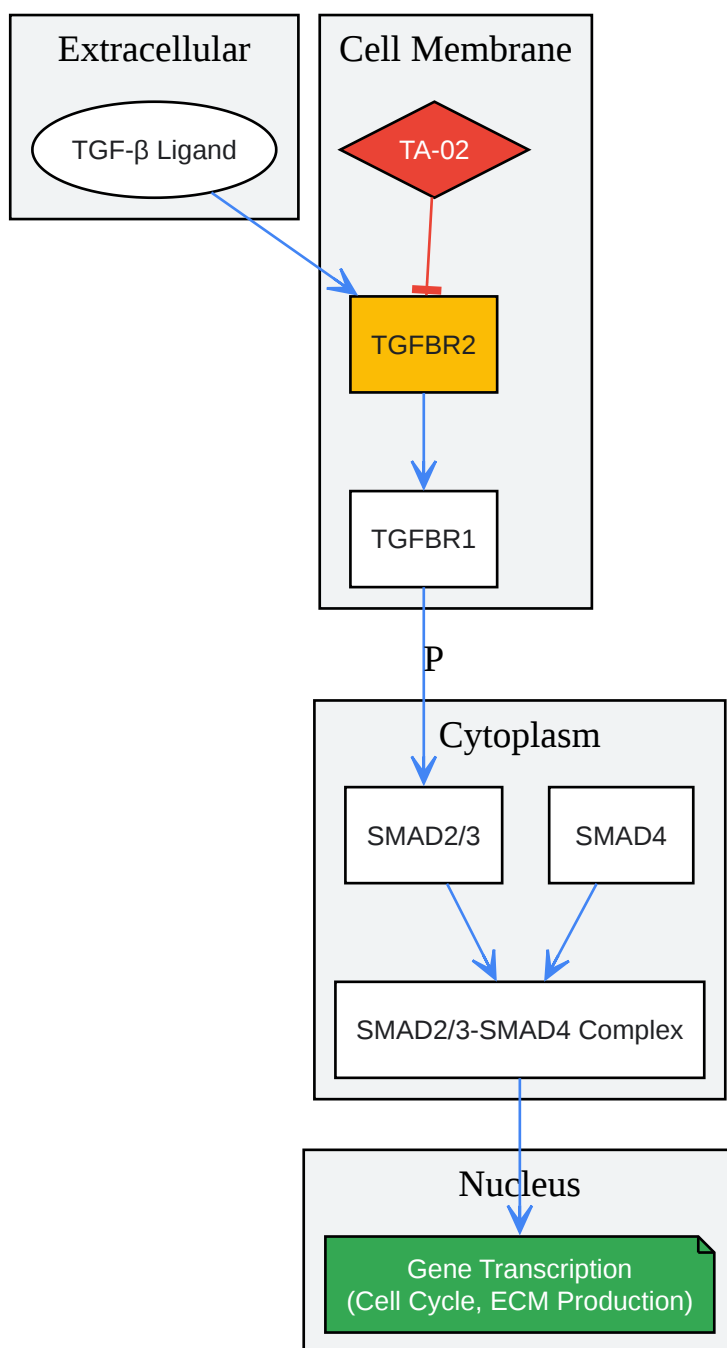 Extracellular
Cell Membrane
TGF-β Ligand
TA-02
TGFBR2
TGFBR1
P
Cytoplasm
SMAD2/3
SMAD4
SMAD2/3-SMAD4 Complex
Nucleus
Gene Transcription
(Cell Cycle, ECM Production)